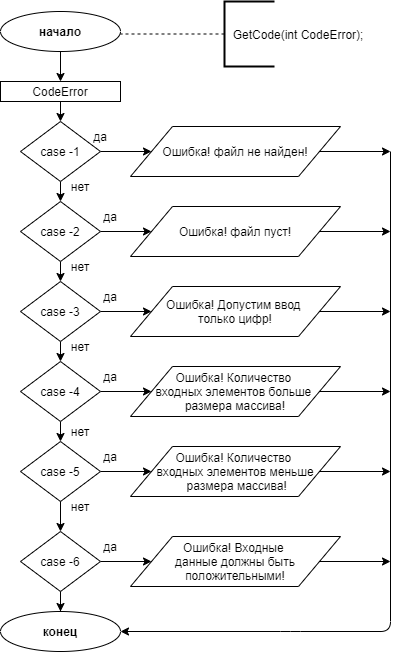 начало
GetCode(int CodeError);
CodeError
да
case -1
Ошибка! файл не найден!
нет
да
case -2
Ошибка! файл пуст!
нет
да
case -3
Ошибка! Допустим ввод
только цифр!
нет
да
case -4
Ошибка! Количество
входных элементов больше
размера массива!
нет
да
case -5
Ошибка! Количество
входных элементов меньше
размера массива!
нет
да
case -6
Ошибка! Входные
данные должны быть
положительными!
конец